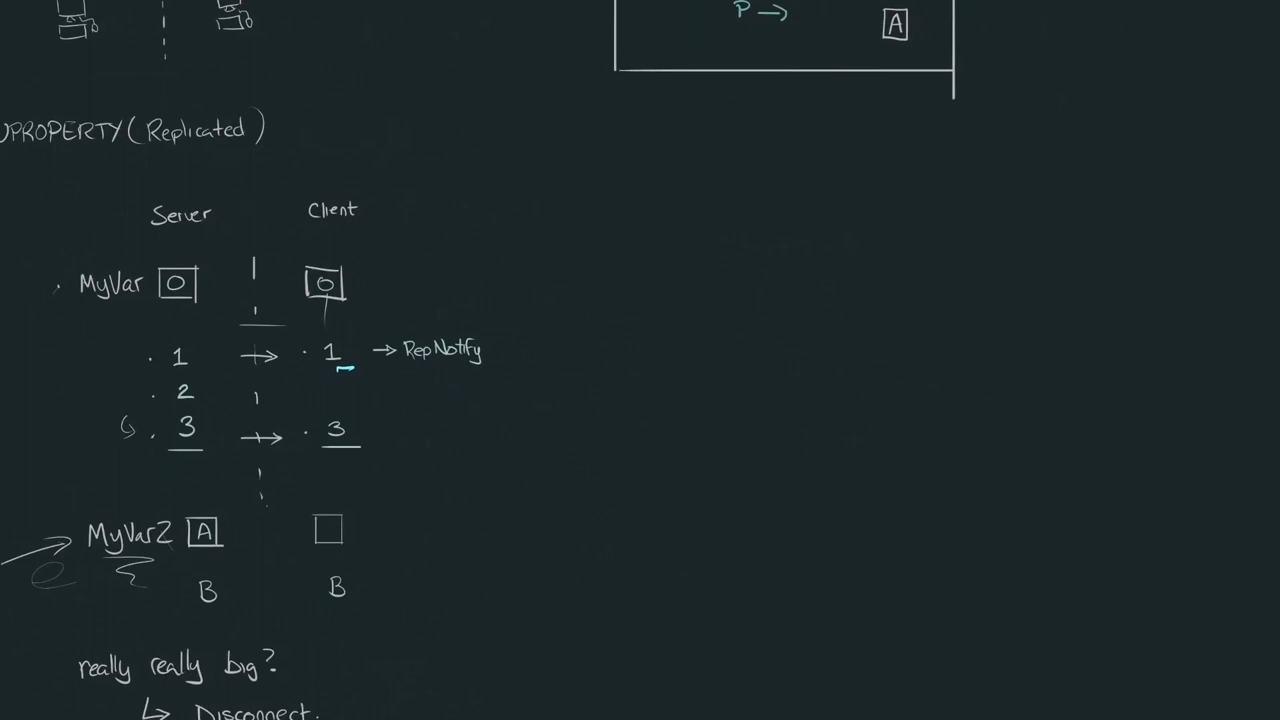 P →
A
UPROPERTY(Replicated)
Server Client
MyVar 0 0
1 → 1 → RepNotify
2
3 → 3
MyVar2 A
B B
really really big?
↳ Disconnect.